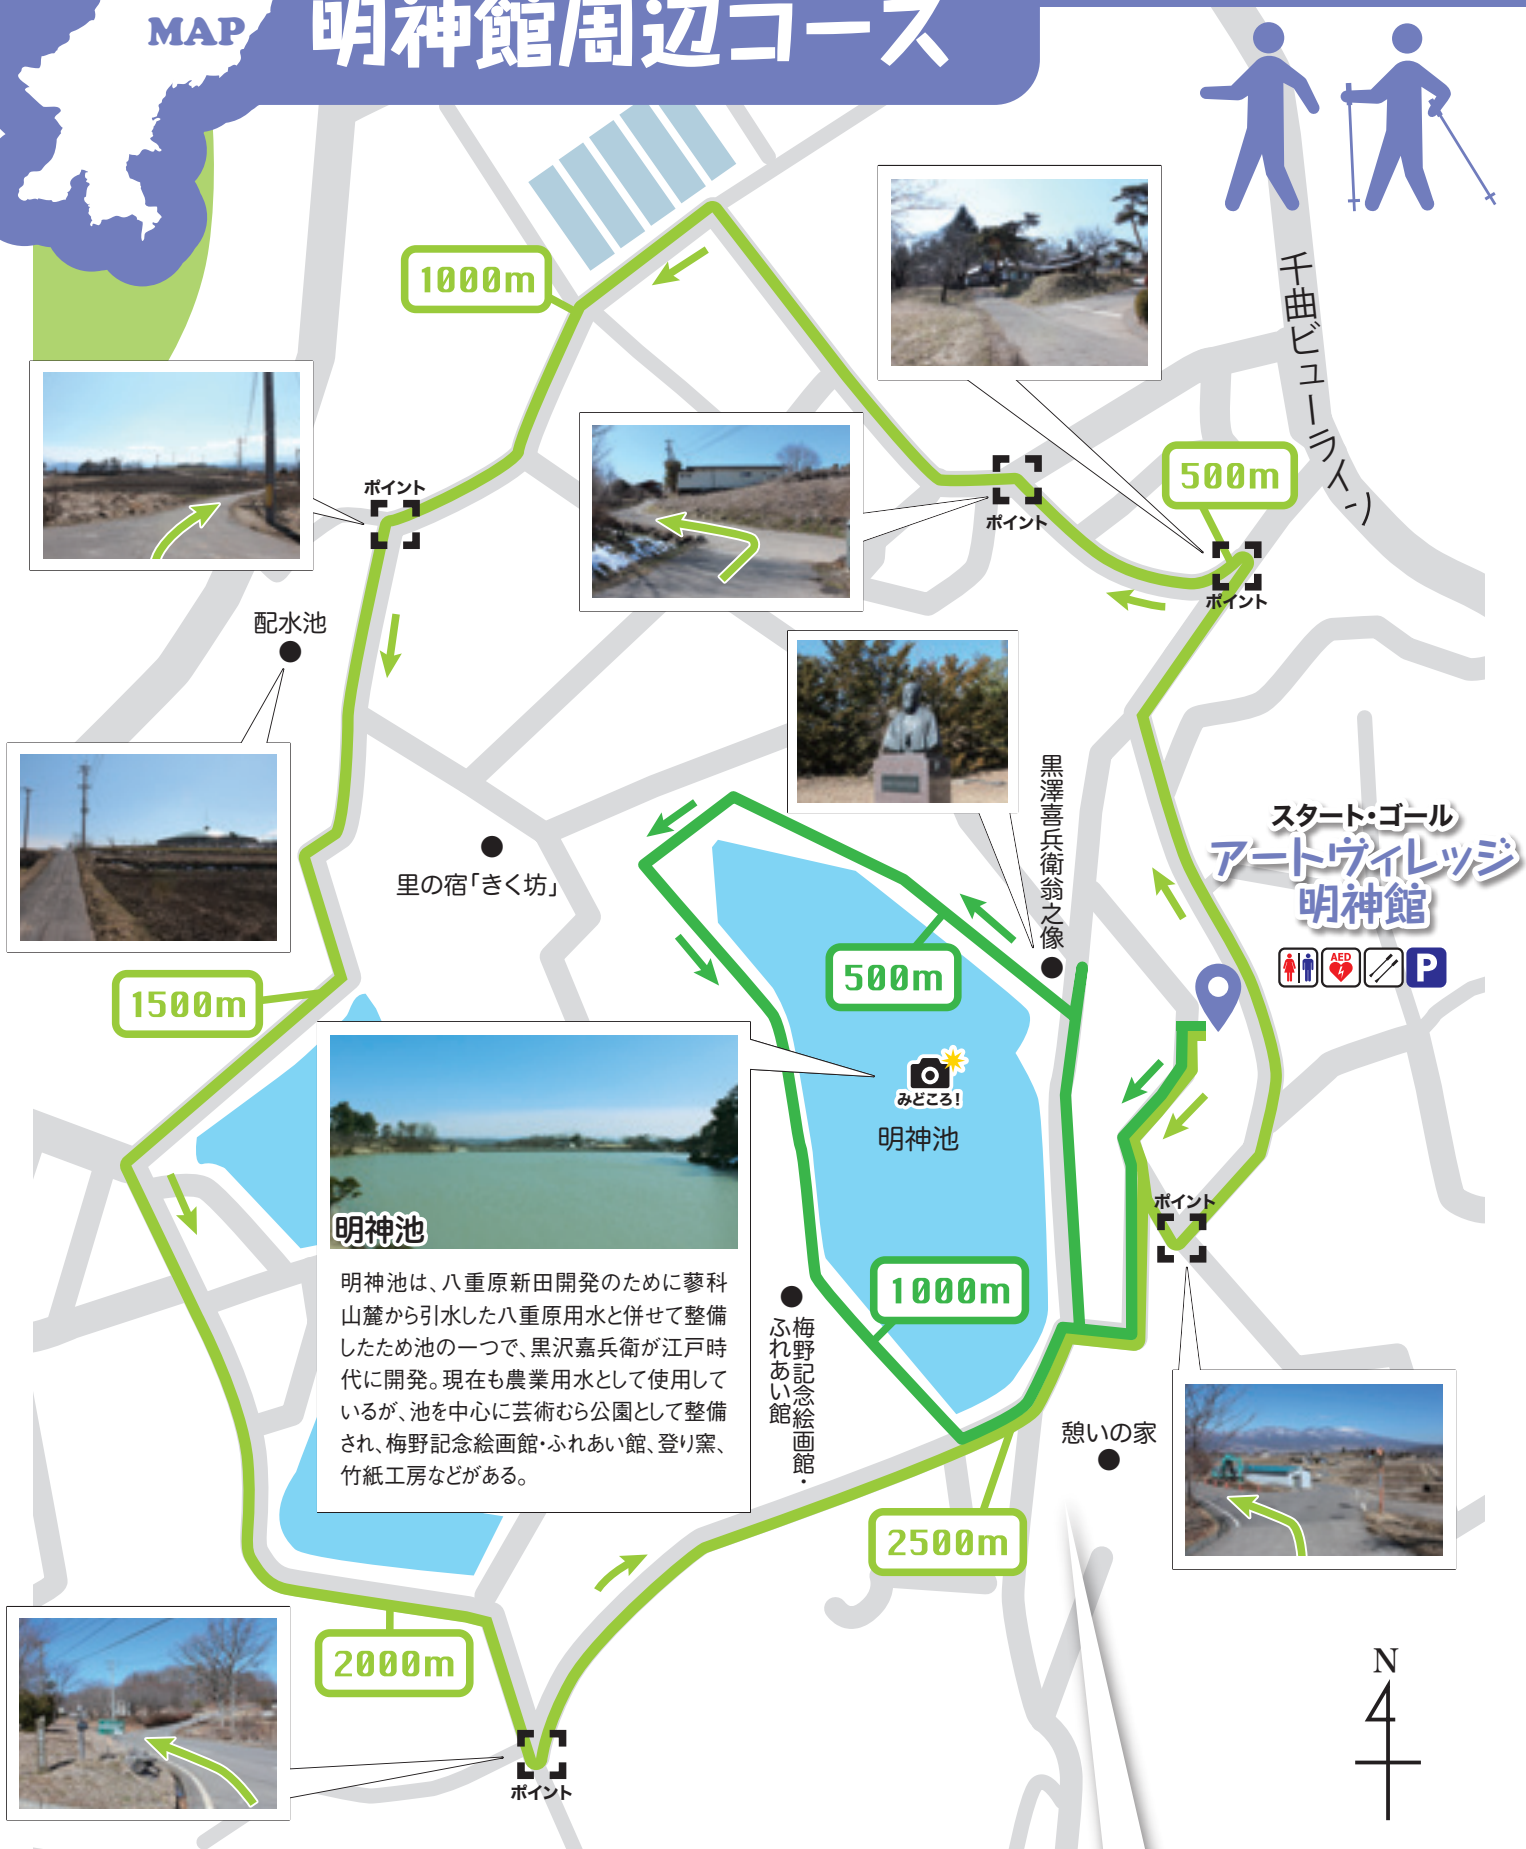 MAP
明神館周辺コース
千曲ビューライン
1000m
500m
ポイント
ポイント
ポイント
配水池
黒澤喜兵衛翁之像
スタート・ゴール
アートヴィレッジ
明神館
AED
P
里の宿「きく坊」
500m
1500m
みどころ!
明神池
ポイント
明神池
明神池は、八重原新田開発のために蓼科
山麓から引水した八重原用水と併せて整備
したため池の一つで、黒沢嘉兵衛が江戸時
代に開発。現在も農業用水として使用して
いるが、池を中心に芸術むら公園として整備
され、梅野記念絵画館・ふれあい館、登り窯、
竹紙工房などがある。
1000m
梅野記念絵画館・
ふれあい館
憩いの家
2500m
2000m
ポイント
N